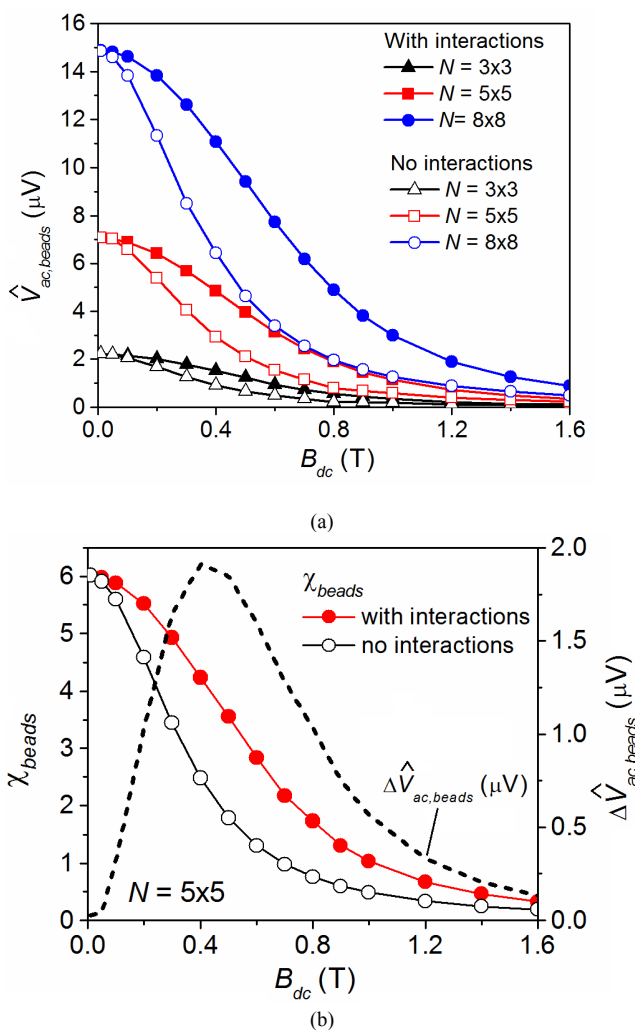 16
14
12
10
8
6
4
2
0
V̂ac,beads (μV)
With interactions
N = 3x3
N = 5x5
N= 8x8
No interactions
N = 3x3
N = 5x5
N = 8x8
0.0 0.4 0.8 1.2 1.6
Bdc (T)
(a)
6
5
4
3
2
1
0
χbeads
χbeads
with interactions
no interactions
ΔV̂ac,beads (μV)
N = 5x5
2.0
1.5
1.0
0.5
0.0
ΔV̂ac,beads (μV)
0.0 0.4 0.8 1.2 1.6
Bdc (T)
(b)